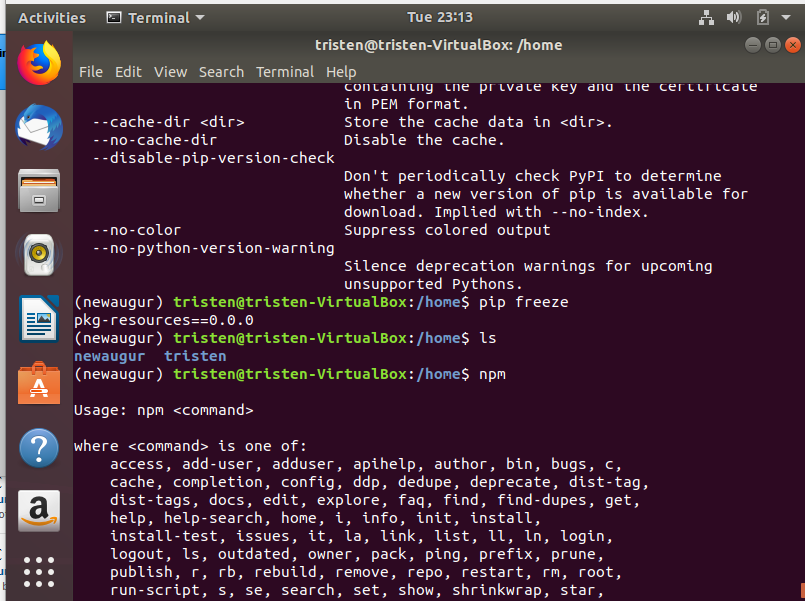 Activities Terminal Tue 23:13
tristen@tristen-VirtualBox: /home
File Edit View Search Terminal Help
containing the private key and the certificate
in PEM format.
--cache-dir <dir> Store the cache data in <dir>.
--no-cache-dir Disable the cache.
--disable-pip-version-check
Don't periodically check PyPI to determine
whether a new version of pip is available for
download. Implied with --no-index.
--no-color Suppress colored output
--no-python-version-warning
Silence deprecation warnings for upcoming
unsupported Pythons.
(newaugur) tristen@tristen-VirtualBox:/home$ pip freeze
pkg-resources==0.0.0
(newaugur) tristen@tristen-VirtualBox:/home$ ls
newaugur tristen
(newaugur) tristen@tristen-VirtualBox:/home$ npm
Usage: npm <command>
where <command> is one of:
access, add-user, adduser, apihelp, author, bin, bugs, c,
cache, completion, config, ddp, dedupe, deprecate, dist-tag,
dist-tags, docs, edit, explore, faq, find, find-dupes, get,
help, help-search, home, i, info, init, install,
install-test, issues, it, la, link, list, ll, ln, login,
logout, ls, outdated, owner, pack, ping, prefix, prune,
publish, r, rb, rebuild, remove, repo, restart, rm, root,
run-script, s, se, search, set, show, shrinkwrap, star,